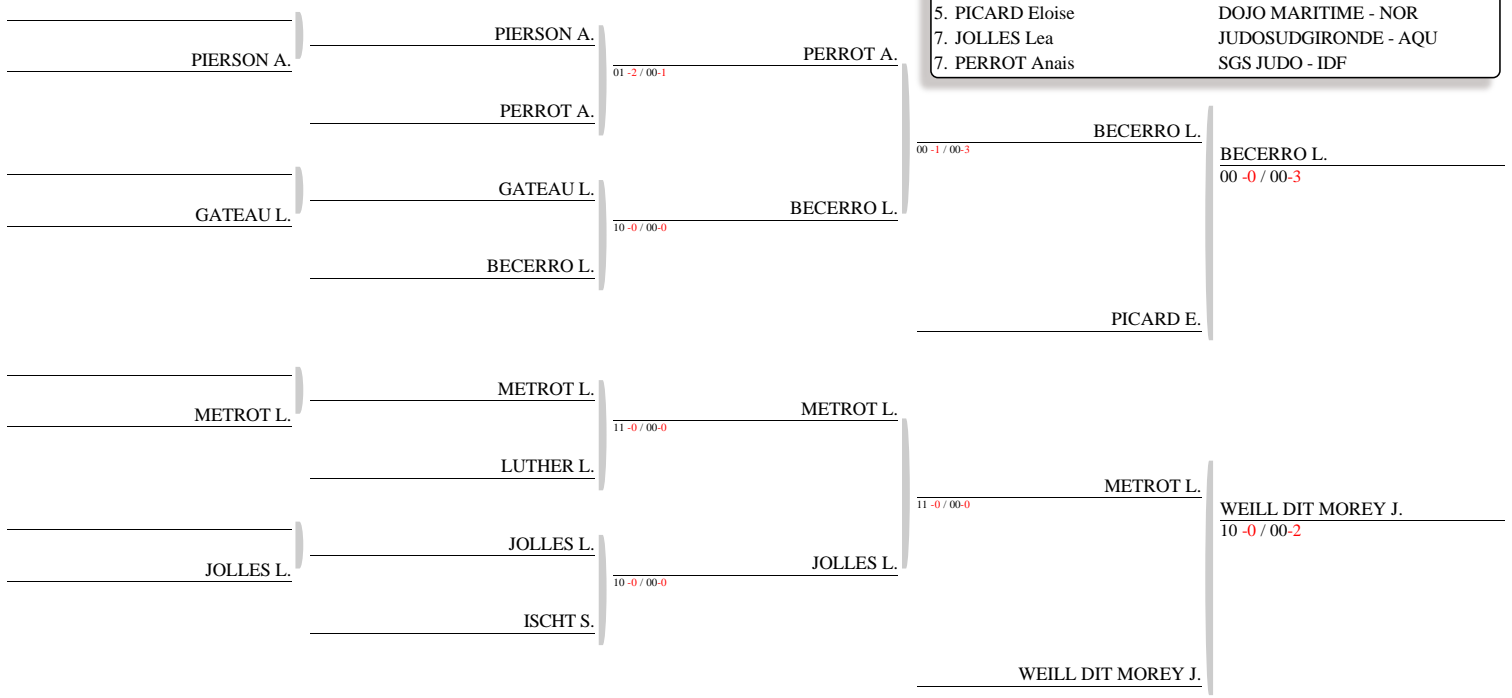 5. PICARD Eloise DOJO MARITIME - NOR
7. JOLLES Lea JUDOSUDGIRONDE - AQU
7. PERROT Anais SGS JUDO - IDF
PIERSON A.
PIERSON A.
PERROT A.
01 -2 / 00-1
PERROT A.
BECERRO L.
00 -1 / 00-3
BECERRO L.
00 -0 / 00-3
GATEAU L.
GATEAU L.
BECERRO L.
10 -0 / 00-0
BECERRO L.
PICARD E.
METROT L.
METROT L.
METROT L.
11 -0 / 00-0
LUTHER L.
METROT L.
11 -0 / 00-0
WEILL DIT MOREY J.
10 -0 / 00-2
JOLLES L.
JOLLES L.
JOLLES L.
10 -0 / 00-0
ISCHT S.
WEILL DIT MOREY J.